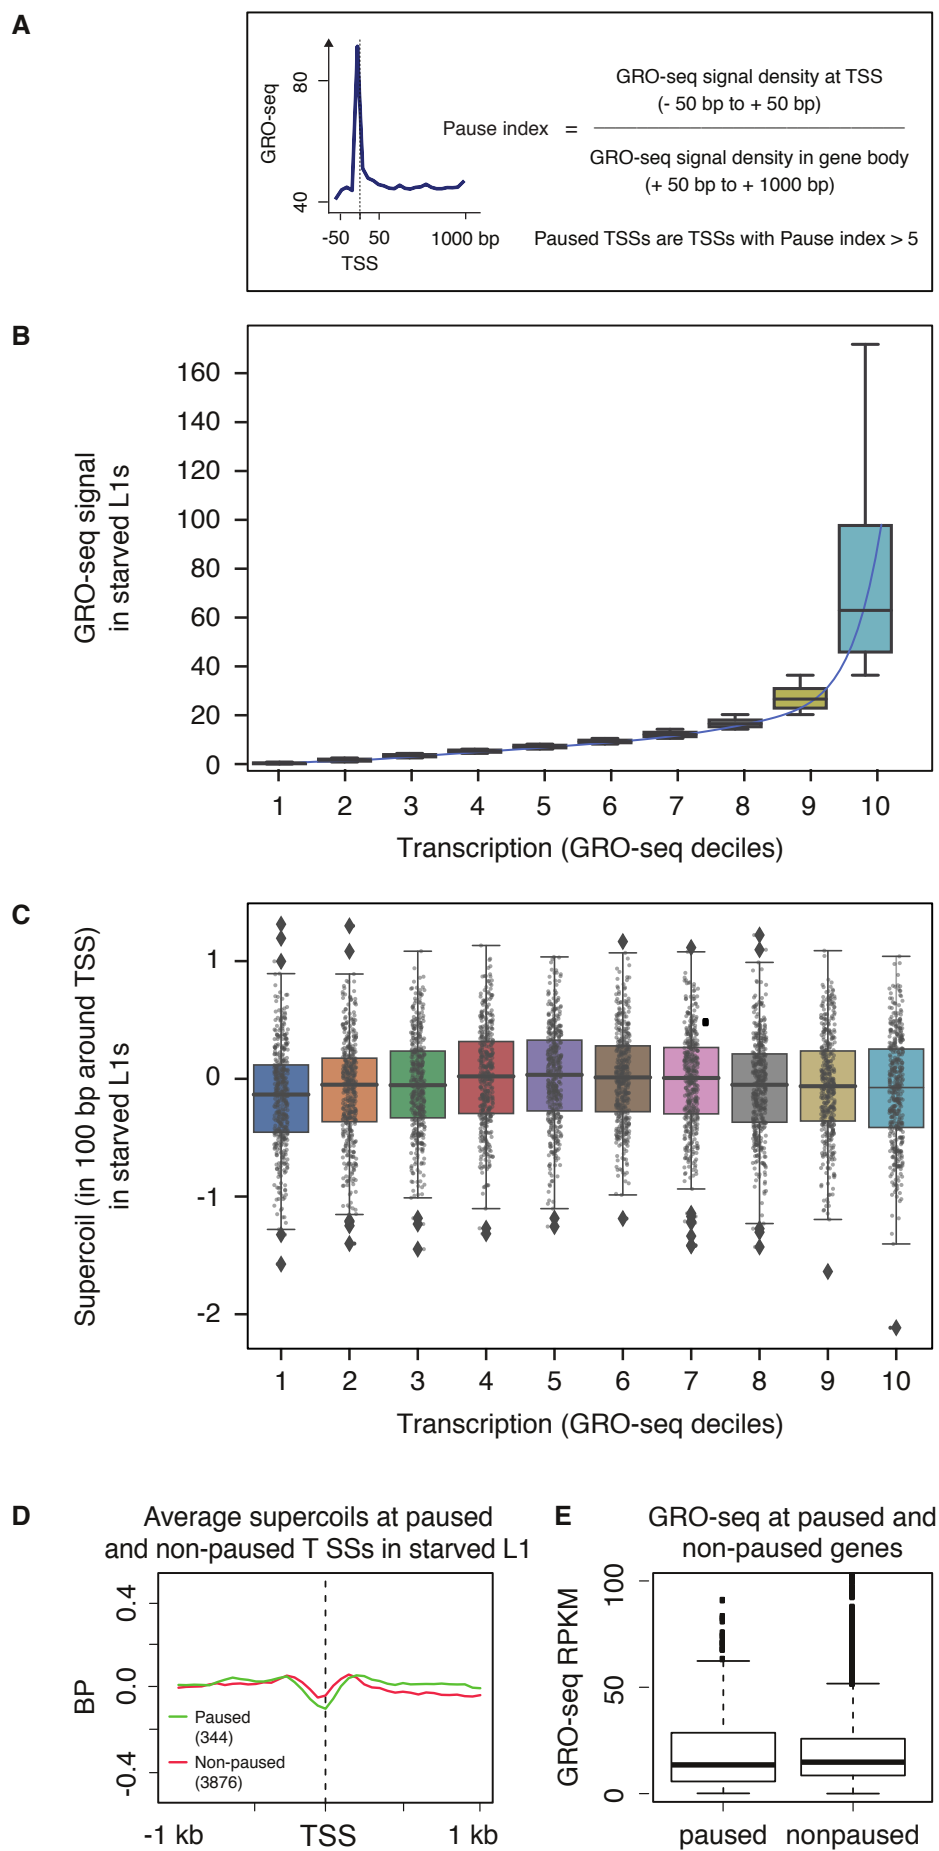 A
GRO-seq
80
40
-50
50
1000 bp
TSS
Pause index =
GRO-seq signal density at TSS
(- 50 bp to + 50 bp)
GRO-seq signal density in gene body
(+ 50 bp to + 1000 bp)
Paused TSSs are TSSs with Pause index > 5
B
GRO-seq signal
in starved L1s
160
140
120
100
80
60
40
20
0
1 2 3 4 5 6 7 8 9 10
Transcription (GRO-seq deciles)
C
Supercoil (in 100 bp around TSS)
in starved L1s
1
0
-1
-2
1 2 3 4 5 6 7 8 9 10
Transcription (GRO-seq deciles)
D
Average supercoils at paused
and non-paused T SSs in starved L1
BP
0.4
0.0
-0.4
Paused
(344)
Non-paused
(3876)
-1 kb TSS 1 kb
E
GRO-seq at paused and
non-paused genes
GRO-seq RPKM
100
50
0
paused nonpaused